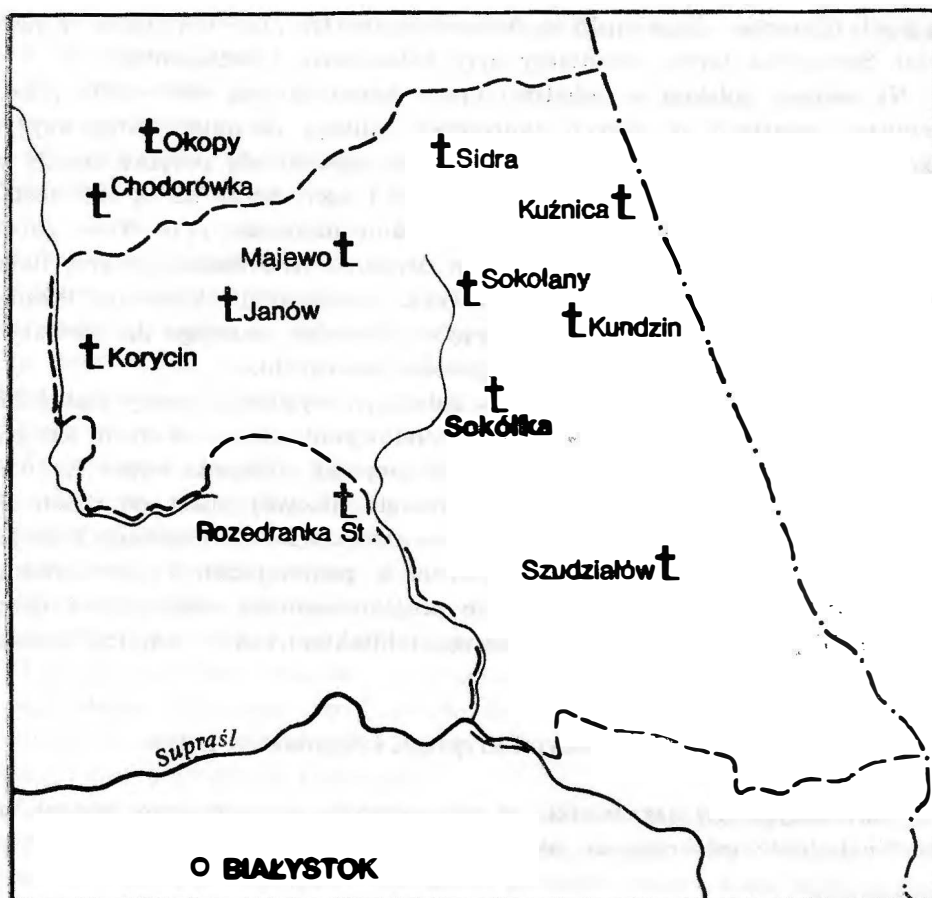 Okopy
Sidra
Chodorówka
Kuźnica
Majewo
Sokolany
Janów
Kundzin
Korycin
Sokółka
Rozedranka St.
Szudziałów
Supraśl
BIAŁYSTOK